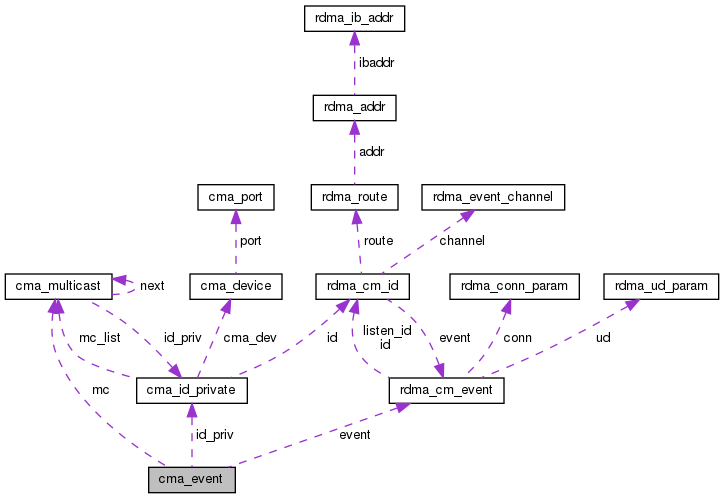 rdma_ib_addr
ibaddr
rdma_addr
addr
cma_port
rdma_route
rdma_event_channel
port
route
channel
cma_multicast
next
cma_device
rdma_cm_id
rdma_conn_param
rdma_ud_param
mc_list
id_priv
cma_dev
id
listen_id
id
event
conn
ud
mc
cma_id_private
rdma_cm_event
id_priv
event
cma_event